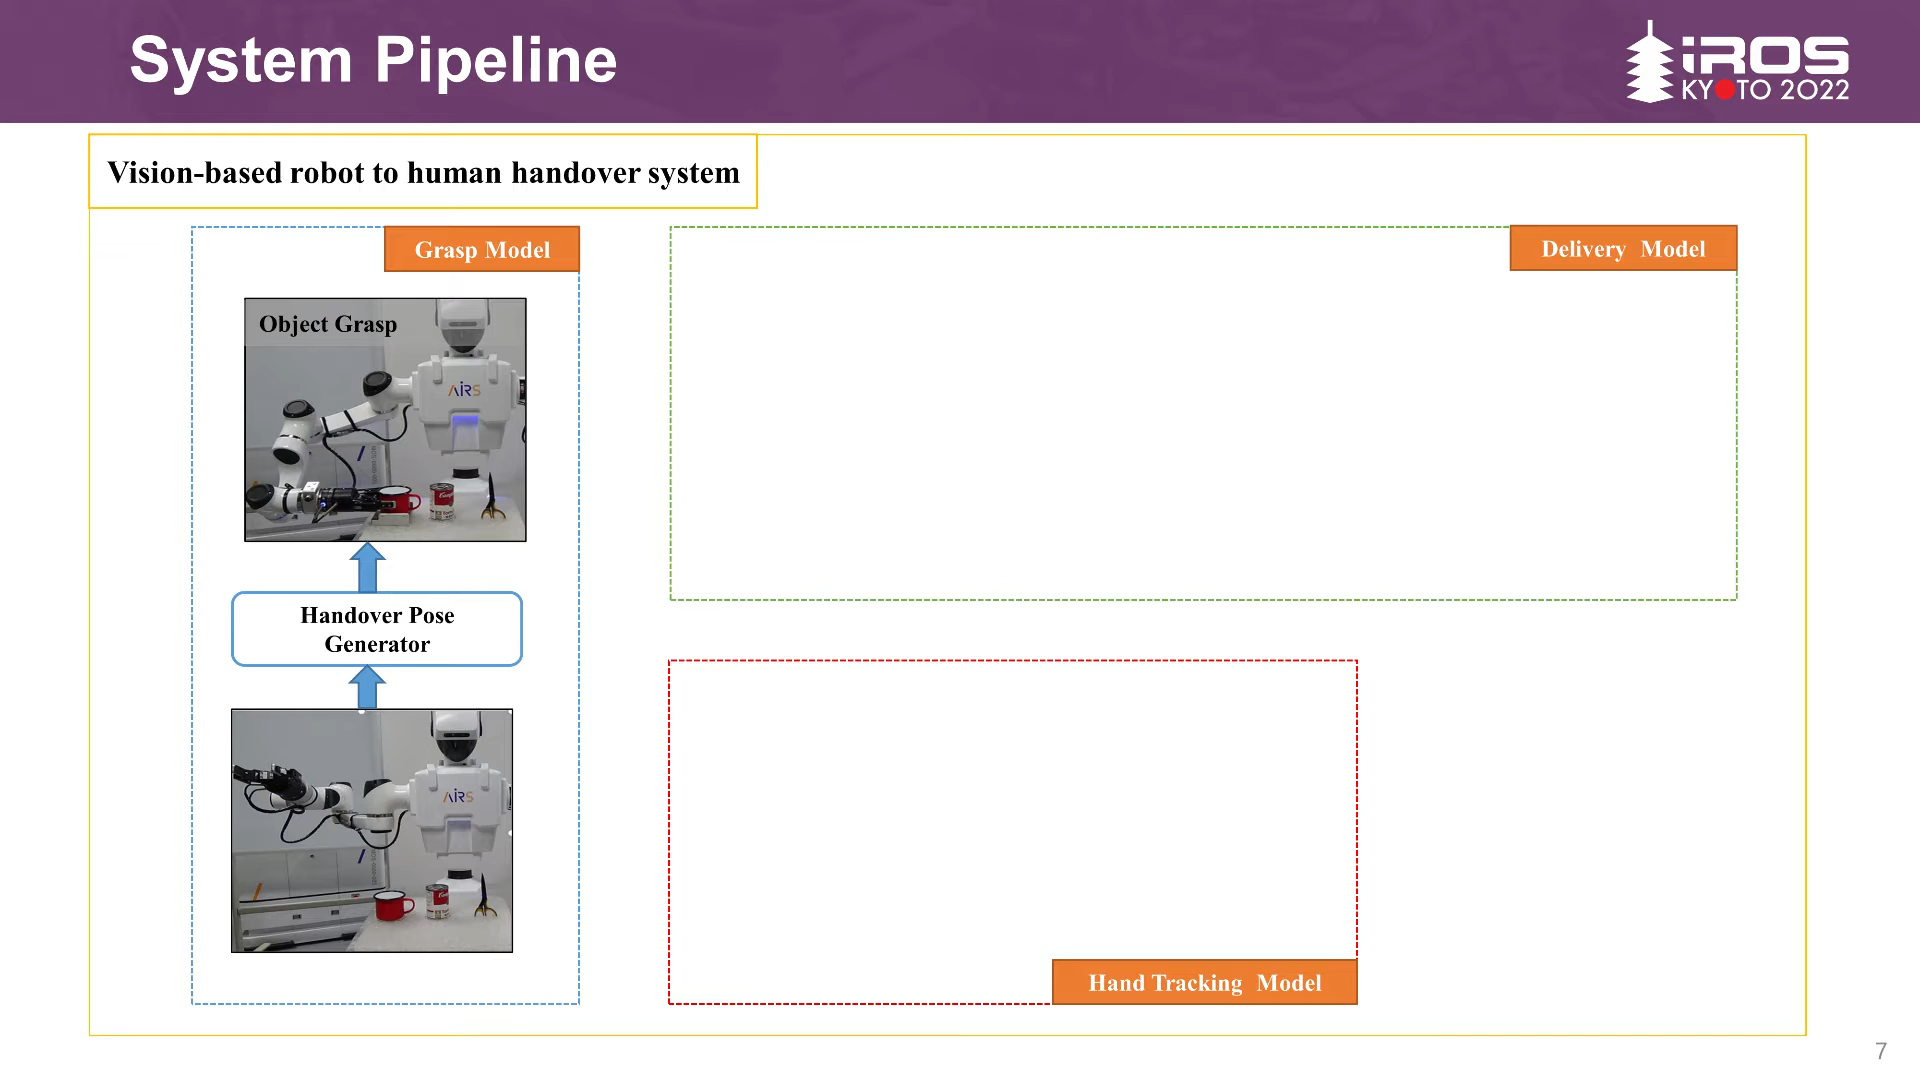 System Pipeline
iROS
KYOTO 2022
Vision-based robot to human handover system
Grasp Model
Delivery Model
Object Grasp
AiRS
Handover Pose
Generator
AiRS
Hand Tracking Model
7